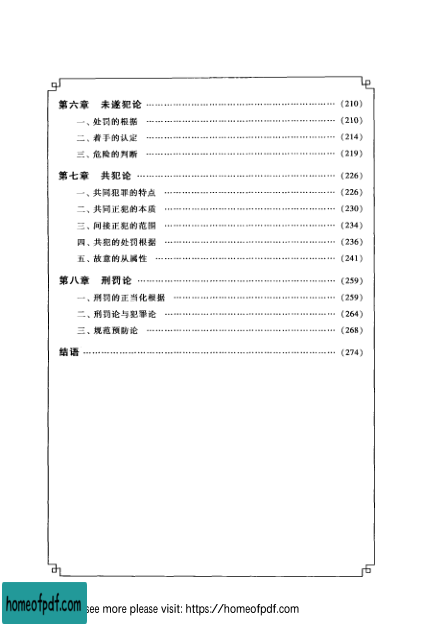 第六章 未遂犯论 …………………………………………… (210)
一、处罚的根据 …………………………………………… (210)
二、着手的认定 …………………………………………… (214)
三、危险的判断 …………………………………………… (219)
第七章 共犯论 …………………………………………… (226)
一、共同犯罪的特点 …………………………………………… (226)
二、共同正犯的本质 …………………………………………… (230)
三、间接正犯的范围 …………………………………………… (234)
四、共犯的处罚根据 …………………………………………… (236)
五、故意的从属性 …………………………………………… (241)
第八章 刑罚论 …………………………………………… (259)
一、刑罚的正当化根据 …………………………………………… (259)
二、刑罚论与犯罪论 …………………………………………… (264)
三、规范预防论 …………………………………………… (268)
结语 …………………………………………… (274)
homeofpdf.com see more please visit: https://homeofpdf.com